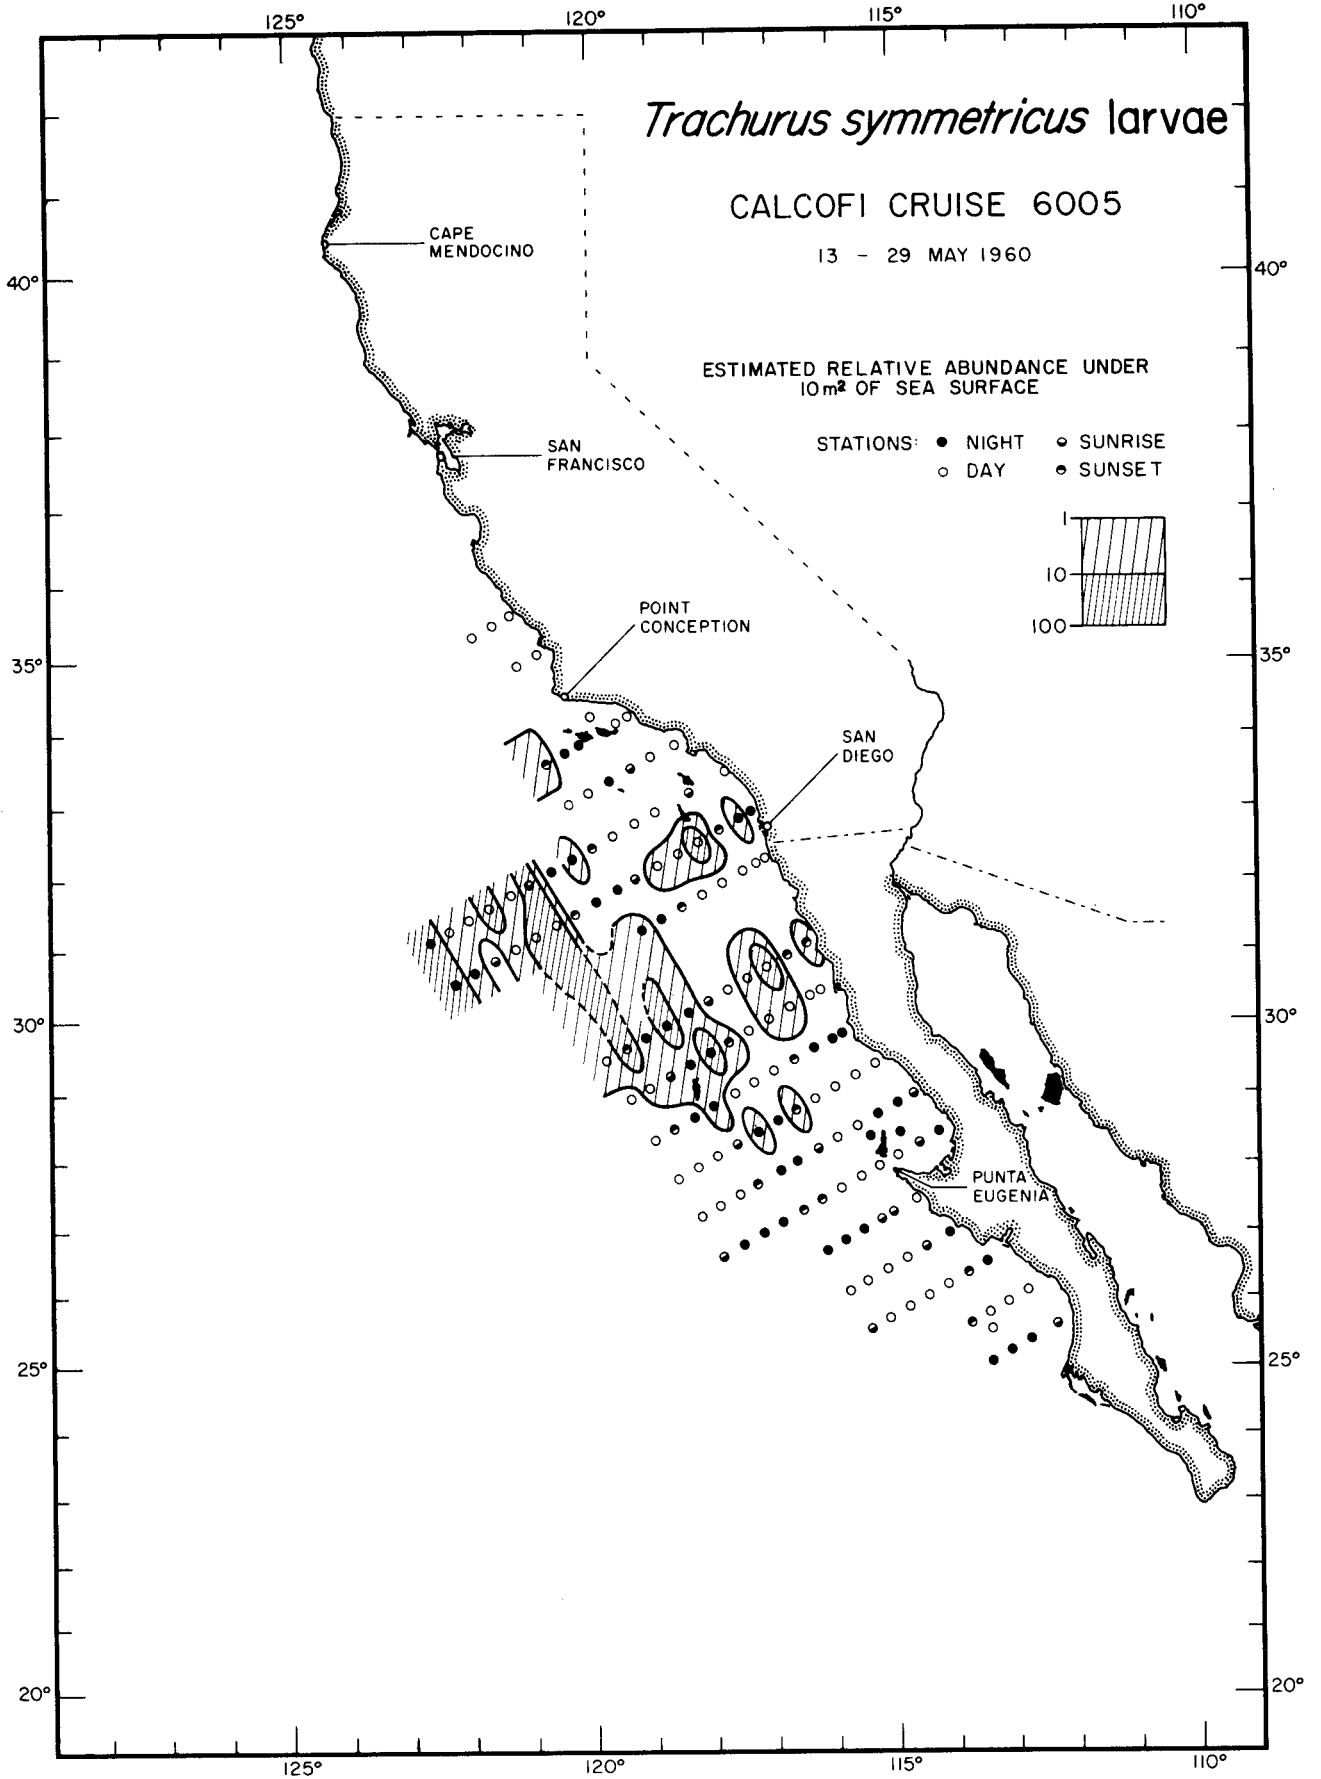 125° 120° 115° 110°
Trachurus symmetricus larvae
CALCOFI CRUISE 6005
13 – 29 MAY 1960
CAPE
MENDOCINO
40° 40°
ESTIMATED RELATIVE ABUNDANCE UNDER
10m² OF SEA SURFACE
STATIONS: NIGHT SUNRISE
DAY SUNSET
SAN
FRANCISCO
1
10
100
POINT
CONCEPTION
35° 35°
SAN
DIEGO
30° 30°
PUNTA
EUGENIA
25° 25°
20° 20°
125° 120° 115° 110°